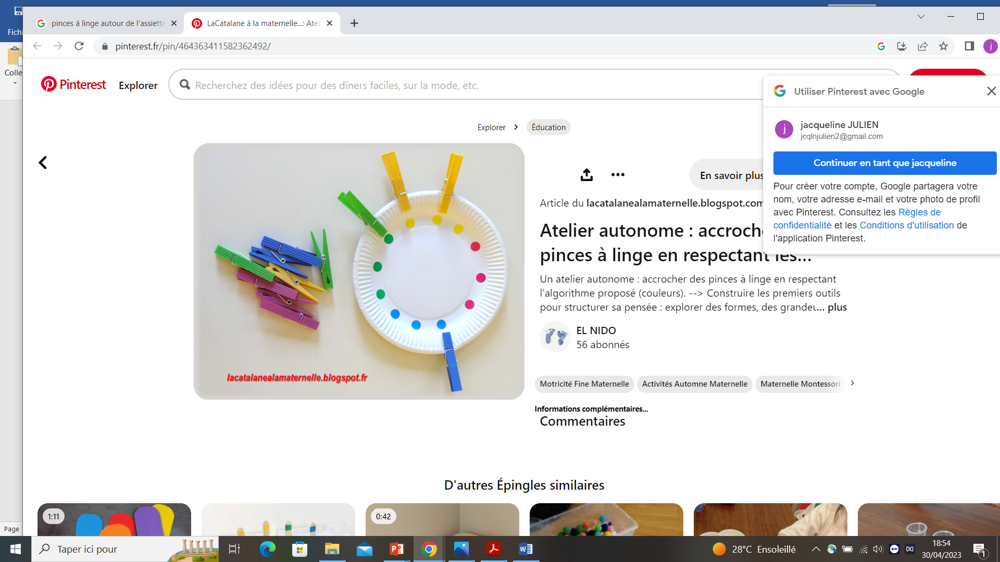 Fichi
pinces à linge autour de l'assiette
LaCatalane à la maternelle...: Atel
pinterest.fr/pin/464363411582362492/
j
Colle
Pinterest
Explorer
Recherchez des idées pour des dîners faciles, sur la mode, etc.
Utiliser Pinterest avec Google
j
jacqueline JULIEN
jcqlnjulien2@gmail.com
Continuer en tant que jacqueline
Pour créer votre compte, Google partagera votre
nom, votre adresse e-mail et votre photo de profil
avec Pinterest. Consultez les Règles de
confidentialité et les Conditions d'utilisation de
l'application Pinterest.
Explorer
Éducation
lacatalanealamaternelle.blogspot.fr
En savoir plus
Article du lacatalanealamaternelle.blogspot.com
Atelier autonome : accroche
pinces à linge en respectant les...
Un atelier autonome : accrocher des pinces à linge en respectant
l'algorithme proposé (couleurs). --> Construire les premiers outils
pour structurer sa pensée : explorer des formes, des grandeu... plus
EL NIDO
56 abonnés
Motricité Fine Maternelle
Activités Automne Maternelle
Maternelle Montessori
Informations complémentaires...
Commentaires
D'autres Épingles similaires
1:11
0:42
Page
Taper ici pour
28°C Ensoleillé
18:54
30/04/2023
1